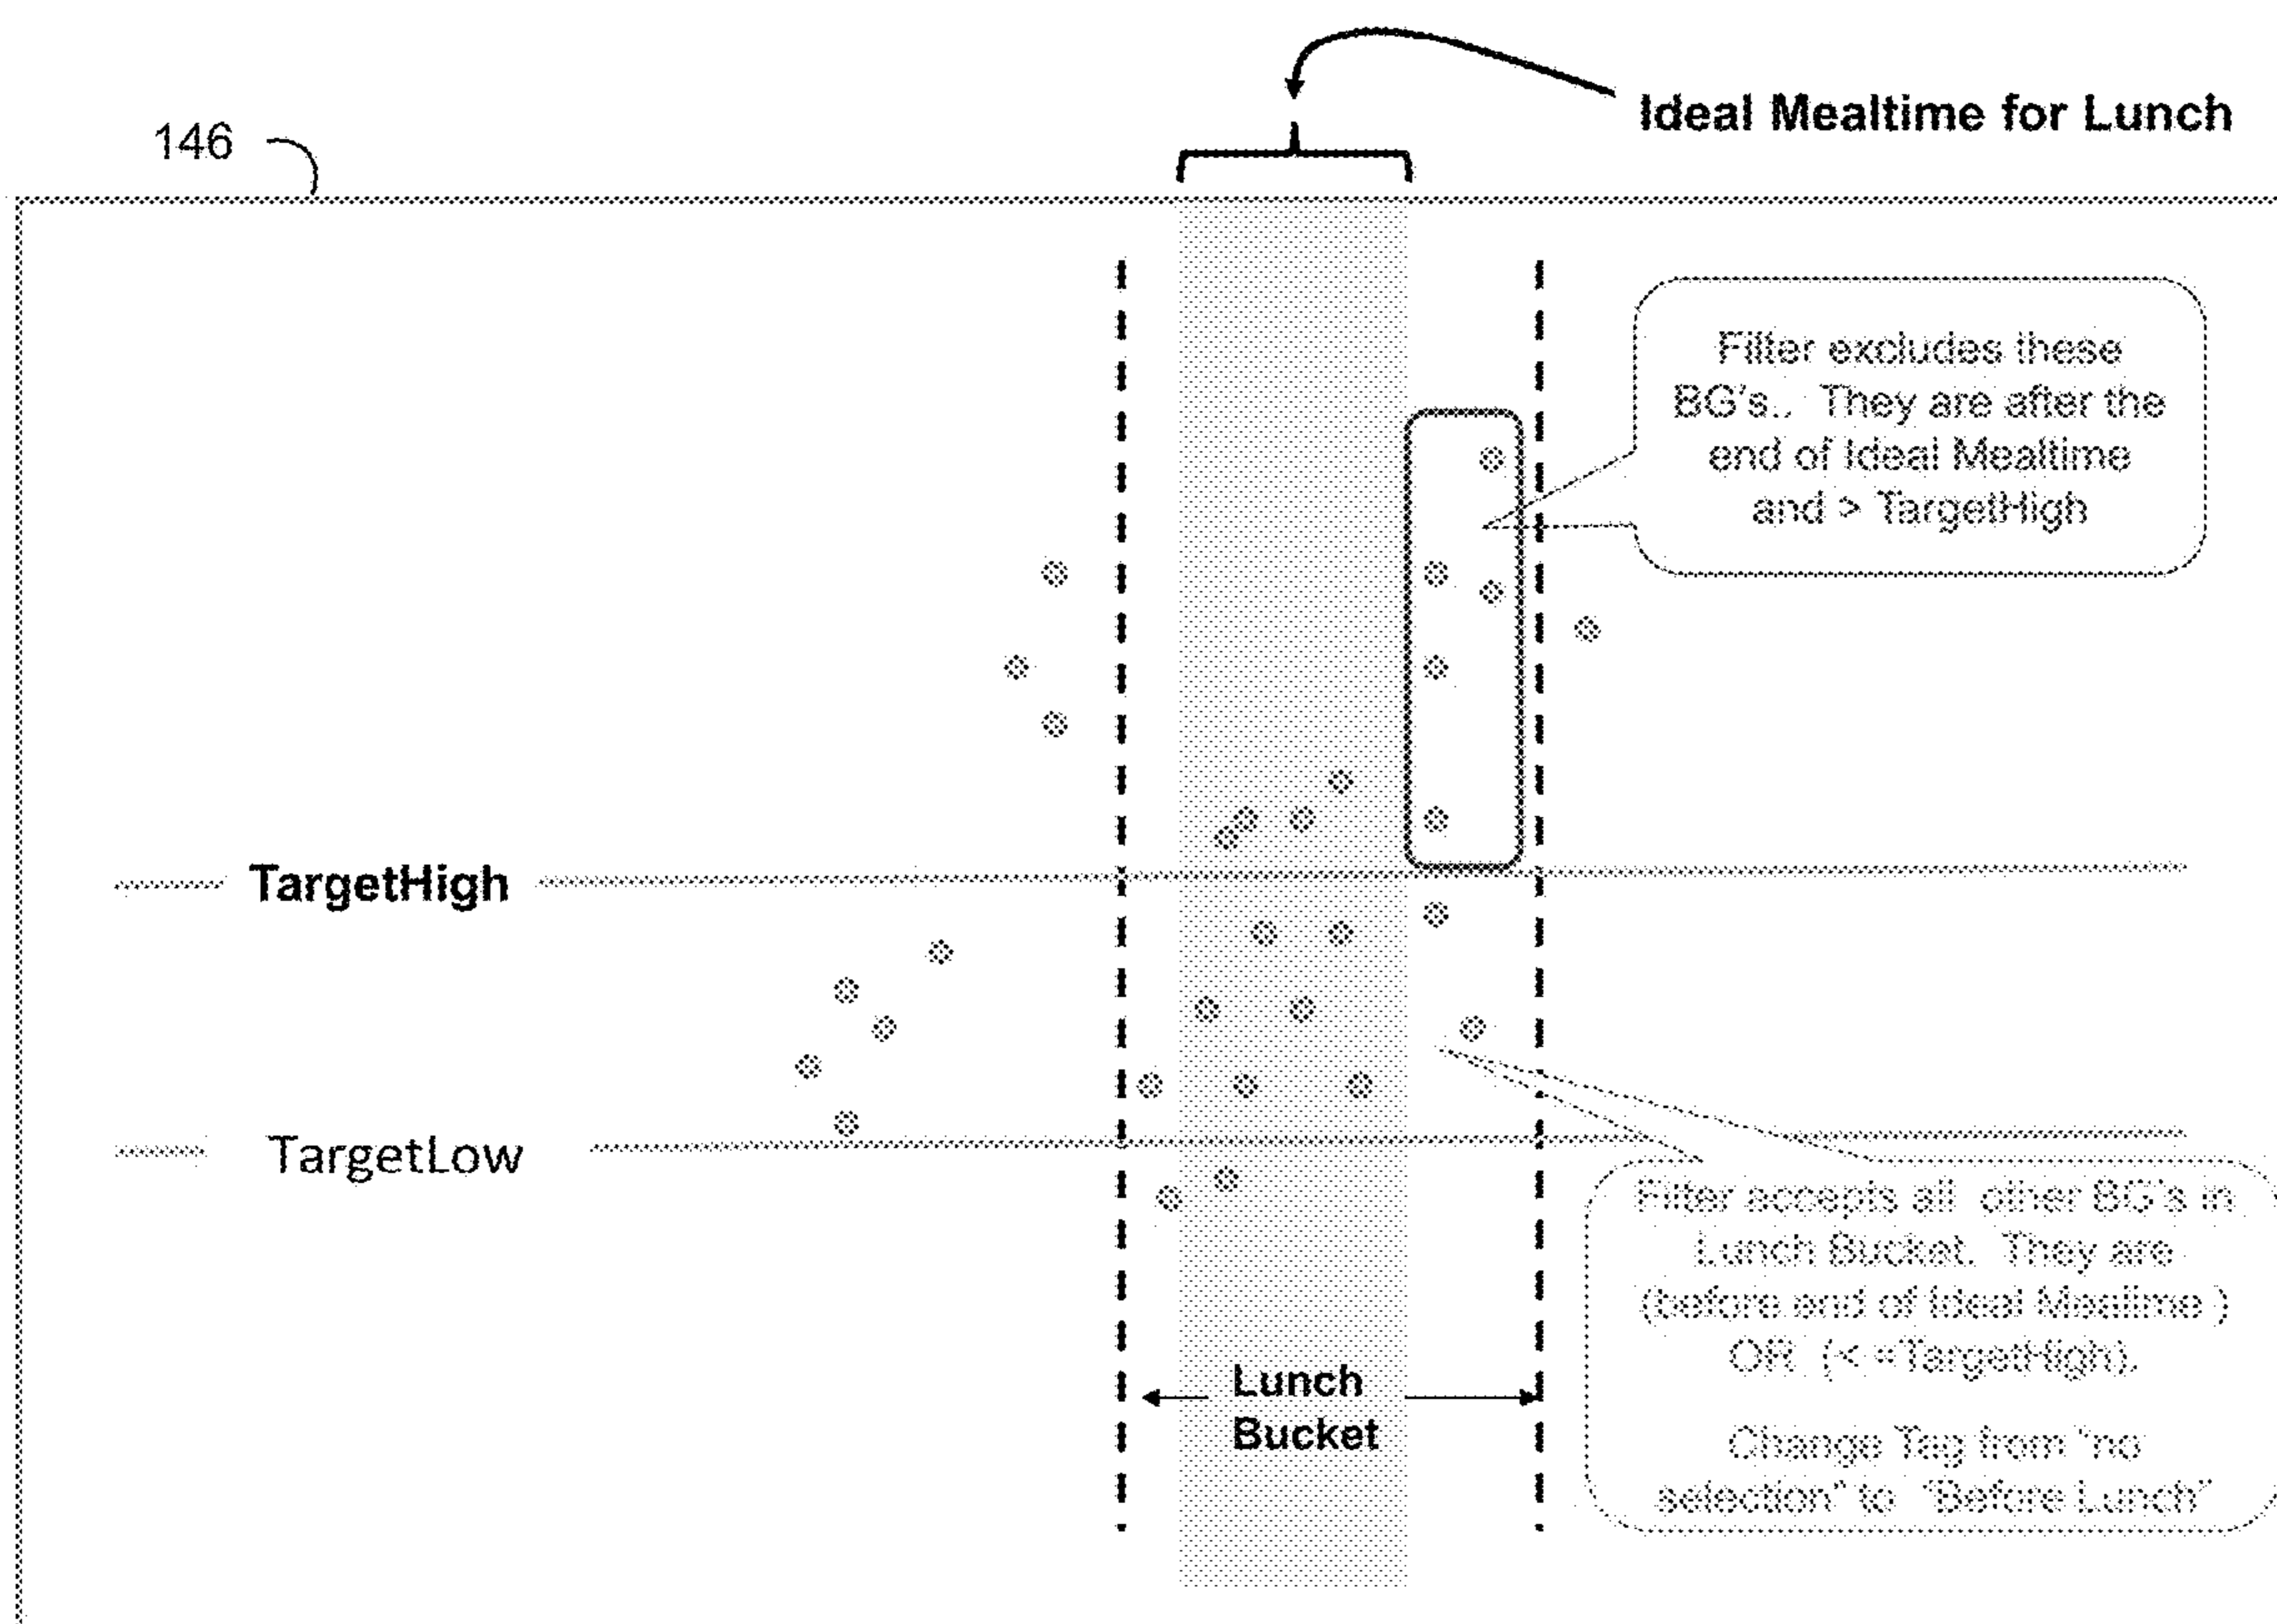 146
Ideal Mealtime for Lunch
Filter excludes these
BG's. They are after the
end of Ideal Mealtime
and > TargetHigh
TargetHigh
TargetLow
Filter accepts all other BG's in
Lunch Bucket. They are
(before end of Ideal Mealtime )
OR (< =TargetHigh).
Change Tag from "no
selection" to "Before Lunch"
Lunch
Bucket